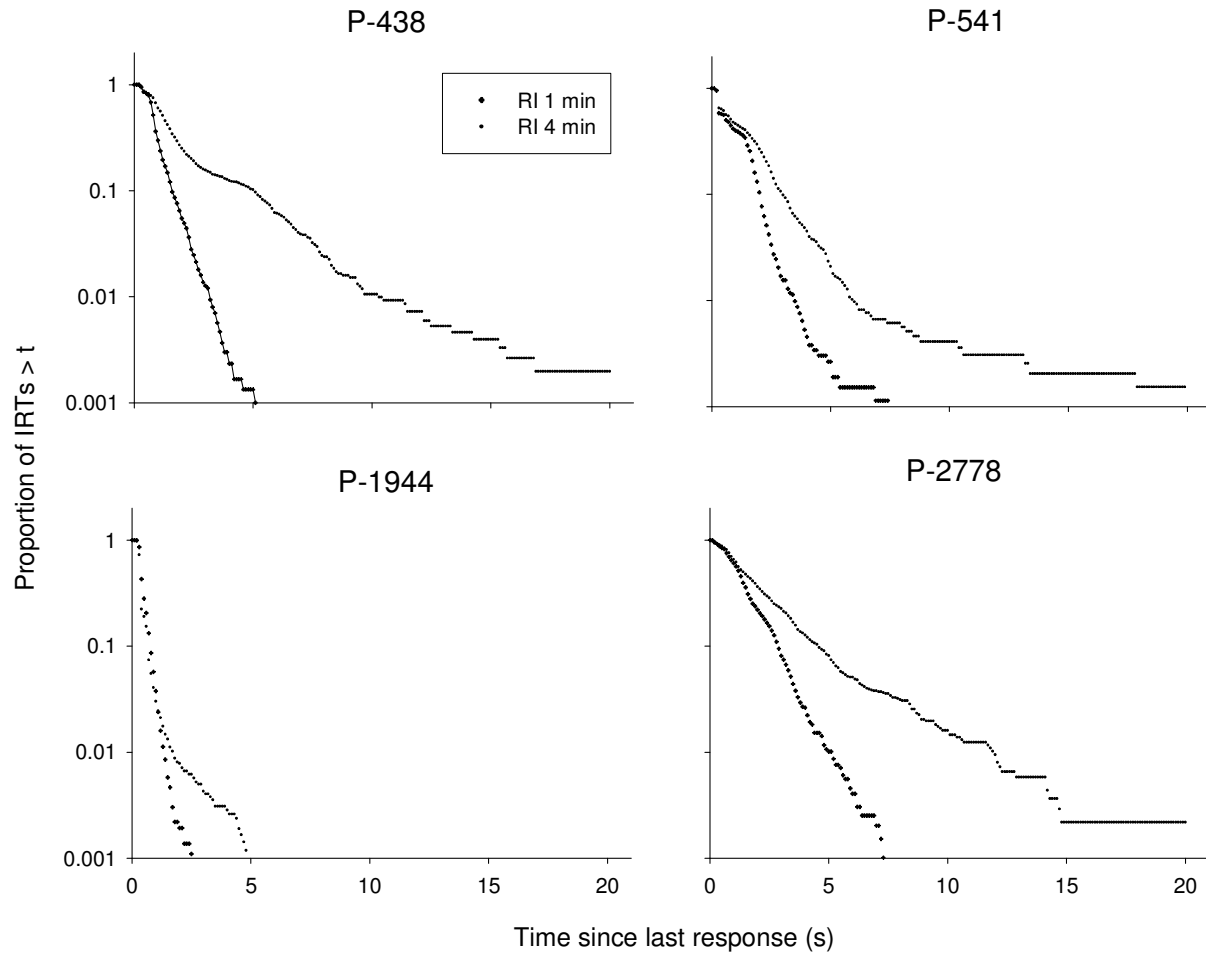 P-438
P-541
RI 1 min
RI 4 min
1
0.1
0.01
0.001
Proportion of IRTs > t
P-1944
P-2778
1
0.1
0.01
0.001
0 5 10 15 20
0 5 10 15 20
Time since last response (s)